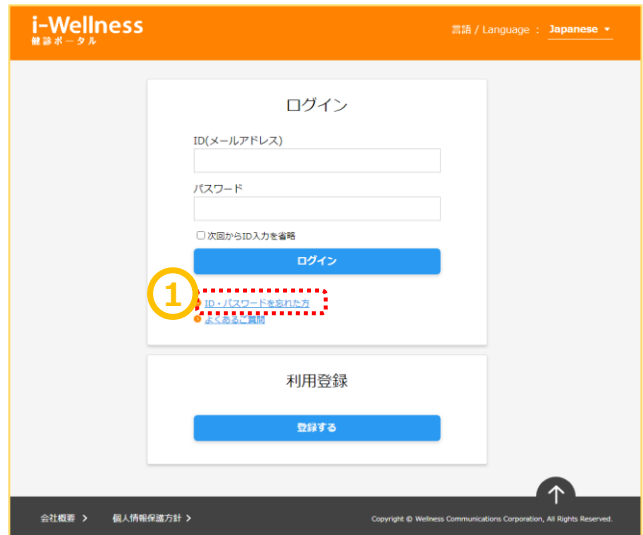 i-Wellness
健診ポータル
言語 / Language : Japanese
ログイン
ID(メールアドレス)
パスワード
次回からID入力を省略
ログイン
1
ID・パスワードを忘れた方
よくあるご質問
利用登録
登録する
会社概要
個人情報保護方針
Copyright © Wellness Communications Corporation, All Rights Reserved.